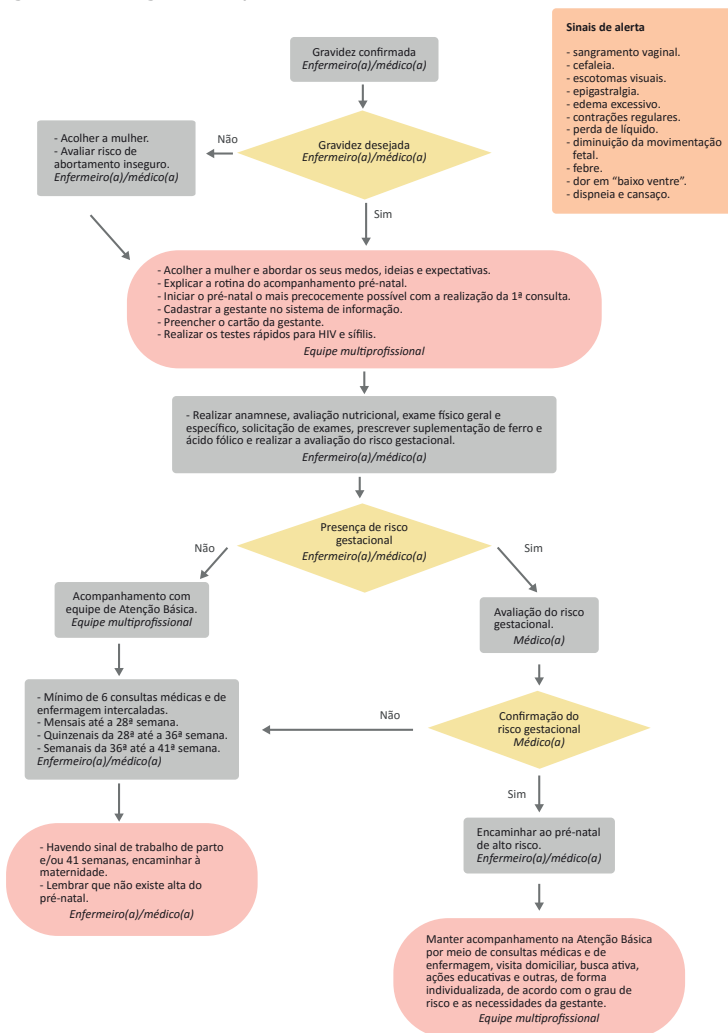 Sinais de alerta
- sangramento vaginal.
- cefaleia.
- escotomas visuais.
- epigastralgia.
- edema excessivo.
- contrações regulares.
- perda de líquido.
- diminuição da movimentação
fetal.
- febre.
- dor em “baixo ventre”.
- dispneia e cansaço.
Gravidez confirmada
Enfermeiro(a)/médico(a)
Gravidez desejada
Enfermeiro(a)/médico(a)
Não
- Acolher a mulher.
- Avaliar risco de
abortamento inseguro.
Enfermeiro(a)/médico(a)
Sim
- Acolher a mulher e abordar os seus medos, ideias e expectativas.
- Explicar a rotina do acompanhamento pré-natal.
- Iniciar o pré-natal o mais precocemente possível com a realização da 1ª consulta.
- Cadastrar a gestante no sistema de informação.
- Preencher o cartão da gestante.
- Realizar os testes rápidos para HIV e sífilis.
Equipe multiprofissional
- Realizar anamnese, avaliação nutricional, exame físico geral e
específico, solicitação de exames, prescrever suplementação de ferro e
ácido fólico e realizar a avaliação do risco gestacional.
Enfermeiro(a)/médico(a)
Presença de risco
gestacional
Enfermeiro(a)/médico(a)
Não
Sim
Acompanhamento com
equipe de Atenção Básica.
Equipe multiprofissional
Avaliação do risco
gestacional.
Médico(a)
- Mínimo de 6 consultas médicas e de
enfermagem intercaladas.
- Mensais até a 28ª semana.
- Quinzenais da 28ª até a 36ª semana.
- Semanais da 36ª até a 41ª semana.
Enfermeiro(a)/médico(a)
Não
Confirmação do
risco gestacional
Médico(a)
Sim
- Havendo sinal de trabalho de parto
e/ou 41 semanas, encaminhar à
maternidade.
- Lembrar que não existe alta do
pré-natal.
Enfermeiro(a)/médico(a)
Encaminhar ao pré-natal
de alto risco.
Enfermeiro(a)/médico(a)
Manter acompanhamento na Atenção Básica
por meio de consultas médicas e de
enfermagem, visita domiciliar, busca ativa,
ações educativas e outras, de forma
individualizada, de acordo com o grau de
risco e as necessidades da gestante.
Equipe multiprofissional